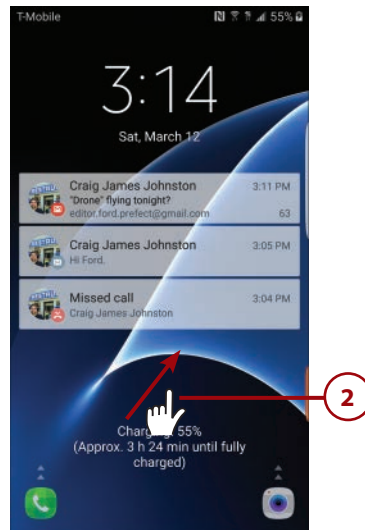 T-Mobile 55%
3:14
Sat, March 12
Craig James Johnston 3:11 PM
"Drone" flying tonight?
editor.ford.prefect@gmail.com 63
Craig James Johnston 3:05 PM
Hi Ford.
Missed call 3:04 PM
Craig James Johnston
2
Charging: 55%
(Approx. 3 h 24 min until fully
charged)